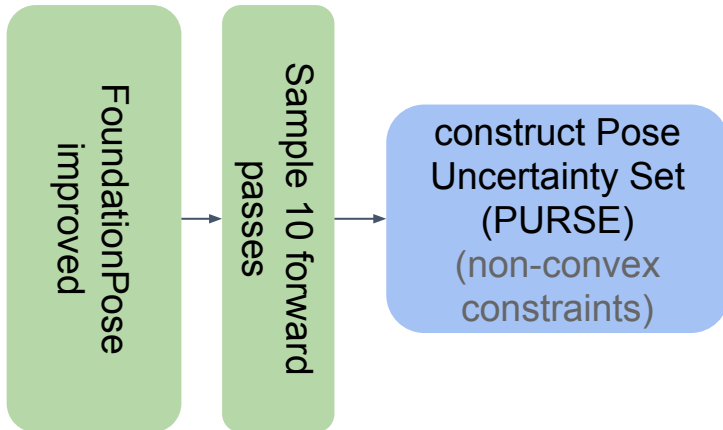 FoundationPose
improved
Sample 10 forward
passes
construct Pose
Uncertainty Set
(PURSE)
(non-convex
constraints)